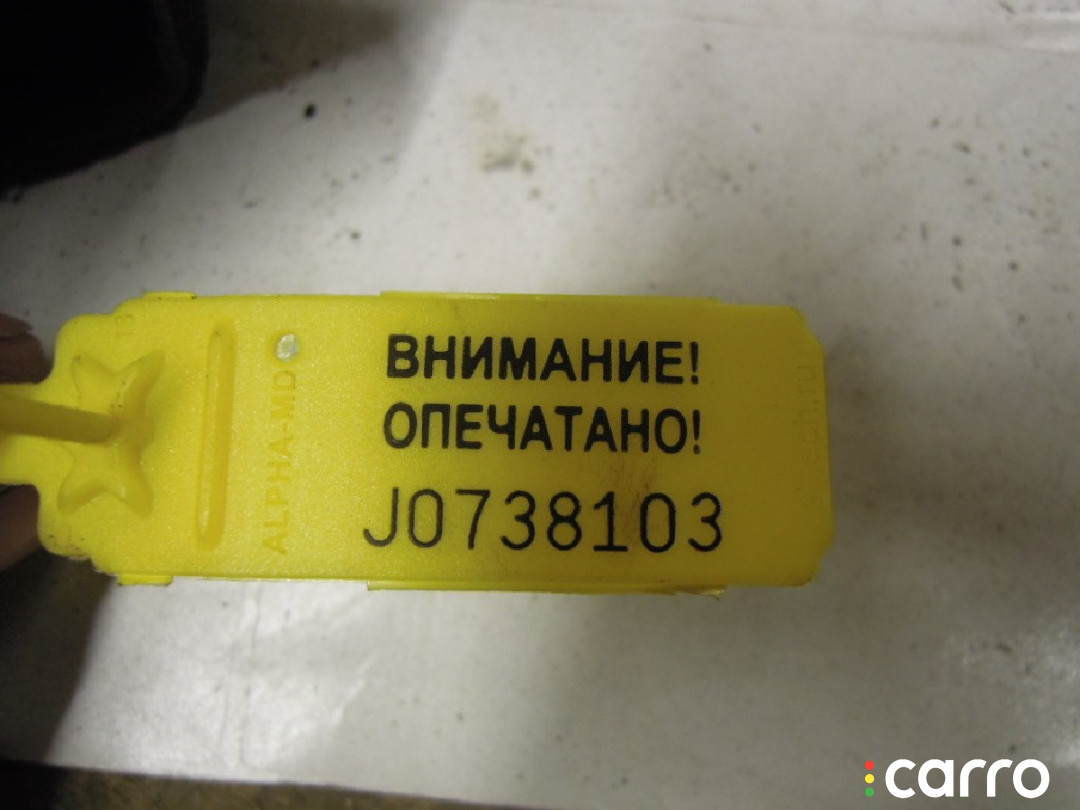 ВНИМАНИЕ!
ОПЕЧАТАНО!
J0738103
ALPHA-MD
carro